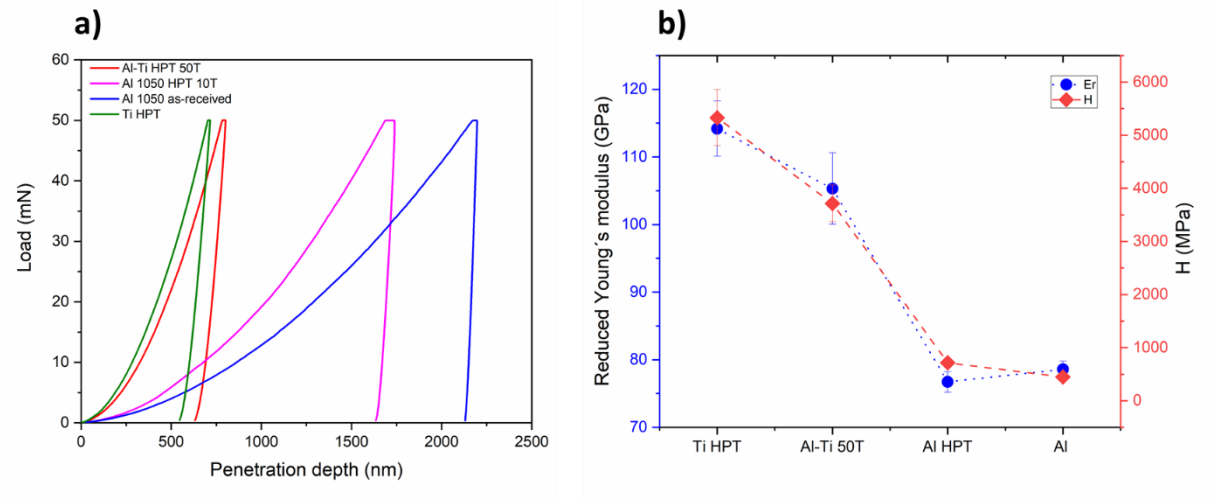 a)
60
50
40
30
20
10
0
Load (mN)
Al-Ti HPT 50T
Al 1050 HPT 10T
Al 1050 as-received
Ti HPT
0 500 1000 1500 2000 2500
Penetration depth (nm)
b)
120
110
100
90
80
70
Reduced Young´s modulus (GPa)
Er
H
6000
5000
4000
3000
2000
1000
0
H (MPa)
Ti HPT Al-Ti 50T Al HPT Al